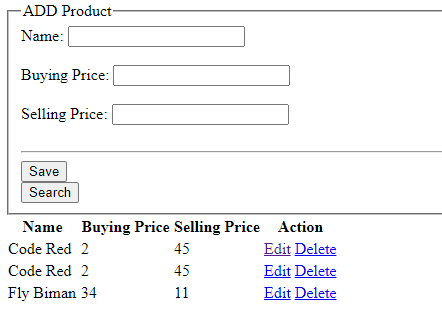 ADD Product
Name:
Buying Price:
Selling Price:
Save
Search
Name Buying Price Selling Price Action
Code Red 2 45 Edit Delete
Code Red 2 45 Edit Delete
Fly Biman 34 11 Edit Delete